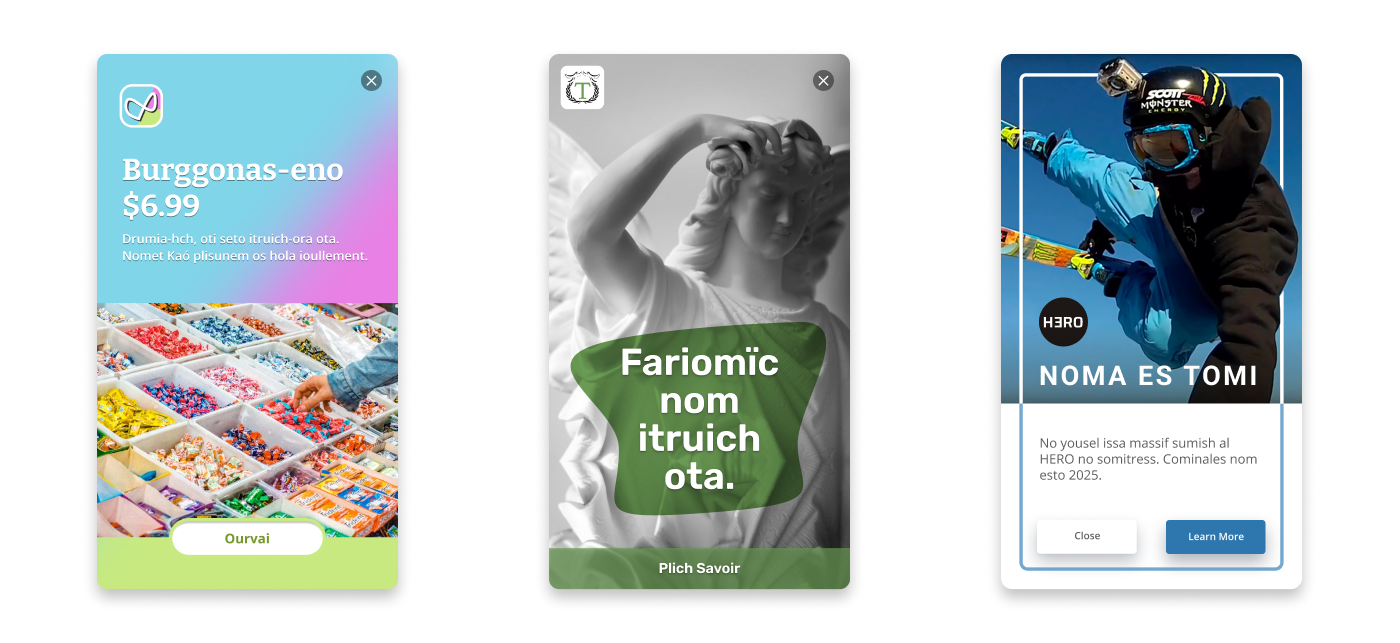 Burggonas-eno
$6.99
Drumia-hch, oti seto itruich-ora ota.
Nomet Kaó plisunem os hola ioullement.
Ourvai
T
Fariomïc
nom
itruich
ota.
Plich Savoir
SCOTT
MONSTER
ENERGY
HERO
NOMA ES TOMI
No yousel issa massif sumish al
HERO no somitress. Cominales nom
esto 2025.
Close
Learn More